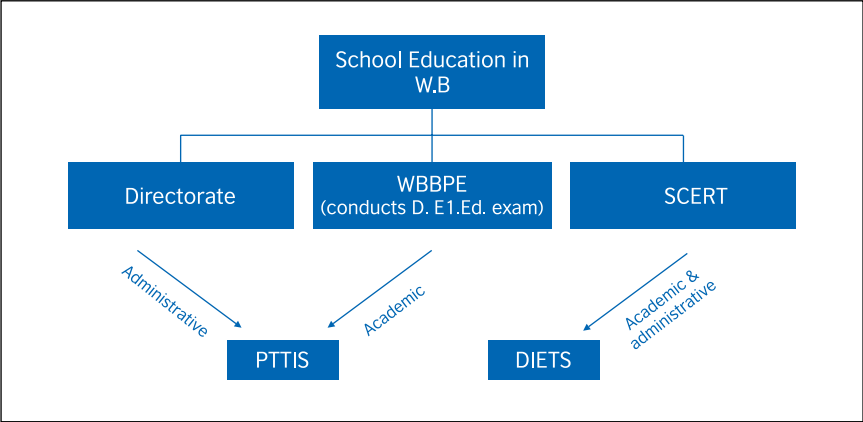 School Education in
W.B
Directorate
WBBPE
(conducts D. E1.Ed. exam)
SCERT
Administrative
Academic
Academic &
administrative
PTTIS
DIETS